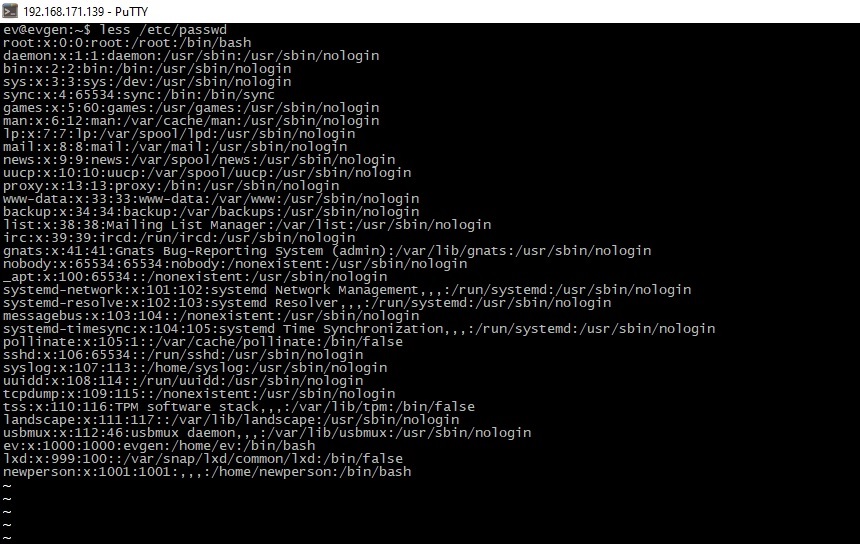 192.168.171.139 - PuTTY
ev@evgen:~$ less /etc/passwd
root:x:0:0:root:/root:/bin/bash
daemon:x:1:1:daemon:/usr/sbin:/usr/sbin/nologin
bin:x:2:2:bin:/bin:/usr/sbin/nologin
sys:x:3:3:sys:/dev:/usr/sbin/nologin
sync:x:4:65534:sync:/bin:/bin/sync
games:x:5:60:games:/usr/games:/usr/sbin/nologin
man:x:6:12:man:/var/cache/man:/usr/sbin/nologin
lp:x:7:7:lp:/var/spool/lpd:/usr/sbin/nologin
mail:x:8:8:mail:/var/mail:/usr/sbin/nologin
news:x:9:9:news:/var/spool/news:/usr/sbin/nologin
uucp:x:10:10:uucp:/var/spool/uucp:/usr/sbin/nologin
proxy:x:13:13:proxy:/bin:/usr/sbin/nologin
www-data:x:33:33:www-data:/var/www:/usr/sbin/nologin
backup:x:34:34:backup:/var/backups:/usr/sbin/nologin
list:x:38:38:Mailing List Manager:/var/list:/usr/sbin/nologin
irc:x:39:39:ircd:/run/ircd:/usr/sbin/nologin
gnats:x:41:41:Gnats Bug-Reporting System (admin):/var/lib/gnats:/usr/sbin/nologin
nobody:x:65534:65534:nobody:/nonexistent:/usr/sbin/nologin
_apt:x:100:65534::/nonexistent:/usr/sbin/nologin
systemd-network:x:101:102:systemd Network Management,,,:/run/systemd:/usr/sbin/nologin
systemd-resolve:x:102:103:systemd Resolver,,,:/run/systemd:/usr/sbin/nologin
messagebus:x:103:104::/nonexistent:/usr/sbin/nologin
systemd-timesync:x:104:105:systemd Time Synchronization,,,:/run/systemd:/usr/sbin/nologin
pollinate:x:105:1::/var/cache/pollinate:/bin/false
sshd:x:106:65534::/run/sshd:/usr/sbin/nologin
syslog:x:107:113::/home/syslog:/usr/sbin/nologin
uuidd:x:108:114::/run/uuidd:/usr/sbin/nologin
tcpdump:x:109:115::/nonexistent:/usr/sbin/nologin
tss:x:110:116:TPM software stack,,,:/var/lib/tpm:/bin/false
landscape:x:111:117::/var/lib/landscape:/usr/sbin/nologin
usbmux:x:112:46:usbmux daemon,,,:/var/lib/usbmux:/usr/sbin/nologin
ev:x:1000:1000:evgen:/home/ev:/bin/bash
lxd:x:999:100::/var/snap/lxd/common/lxd:/bin/false
newperson:x:1001:1001:,,,:/home/newperson:/bin/bash
~
~
~
~
~